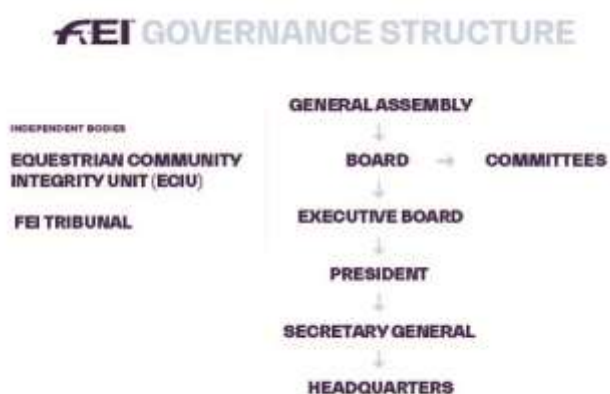 FEI GOVERNANCE STRUCTURE
INDEPENDENT BODIES
EQUESTRIAN COMMUNITY
INTEGRITY UNIT (ECIU)
FEI TRIBUNAL
GENERAL ASSEMBLY
BOARD → COMMITTEES
EXECUTIVE BOARD
PRESIDENT
SECRETARY GENERAL
HEADQUARTERS